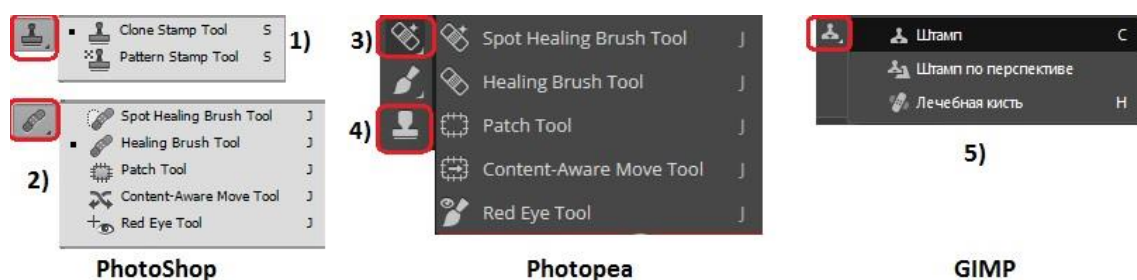 Clone Stamp Tool S
Pattern Stamp Tool S
1)
2)
Spot Healing Brush Tool J
Healing Brush Tool J
Patch Tool J
Content-Aware Move Tool J
Red Eye Tool J
PhotoShop
3)
4)
Spot Healing Brush Tool J
Healing Brush Tool J
Patch Tool J
Content-Aware Move Tool J
Red Eye Tool J
Photopea
Штамп C
Штамп по перспективе
Лечебная кисть H
5)
GIMP